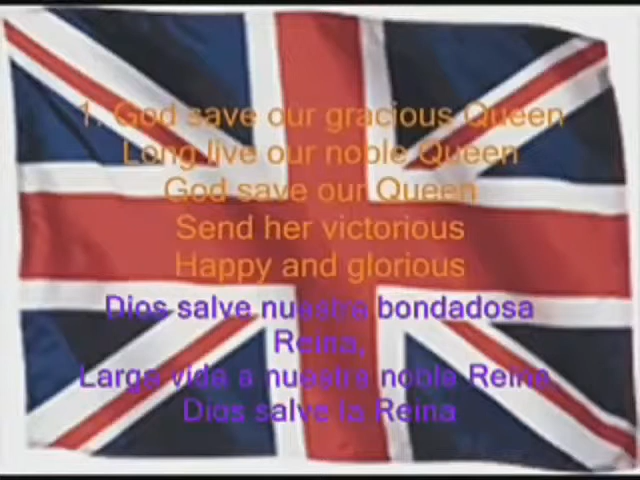 1. God save our gracious Queen
Long live our noble Queen
God save our Queen
Send her victorious
Happy and glorious
Dios salve nuestra bondadosa
Reina,
Larga vida a nuestra noble Reina,
Dios salve la Reina